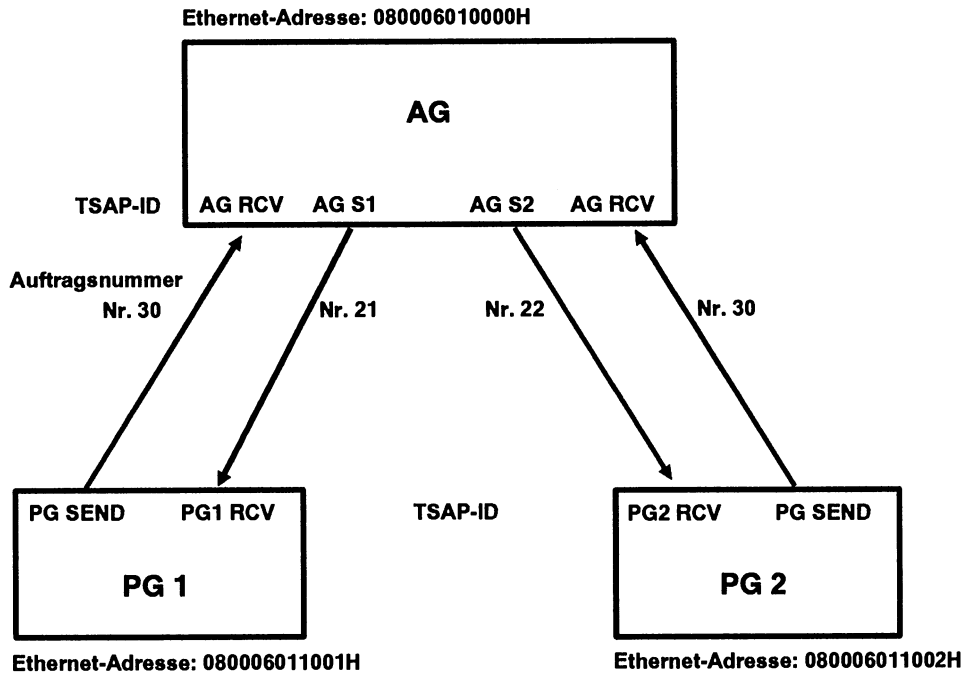 Ethernet-Adresse: 080006010000H
AG
TSAP-ID AG RCV AG S1 AG S2 AG RCV
Auftragsnummer
Nr. 30 Nr. 21 Nr. 22 Nr. 30
PG SEND PG1 RCV TSAP-ID PG2 RCV PG SEND
PG 1 PG 2
Ethernet-Adresse: 080006011001H Ethernet-Adresse: 080006011002H